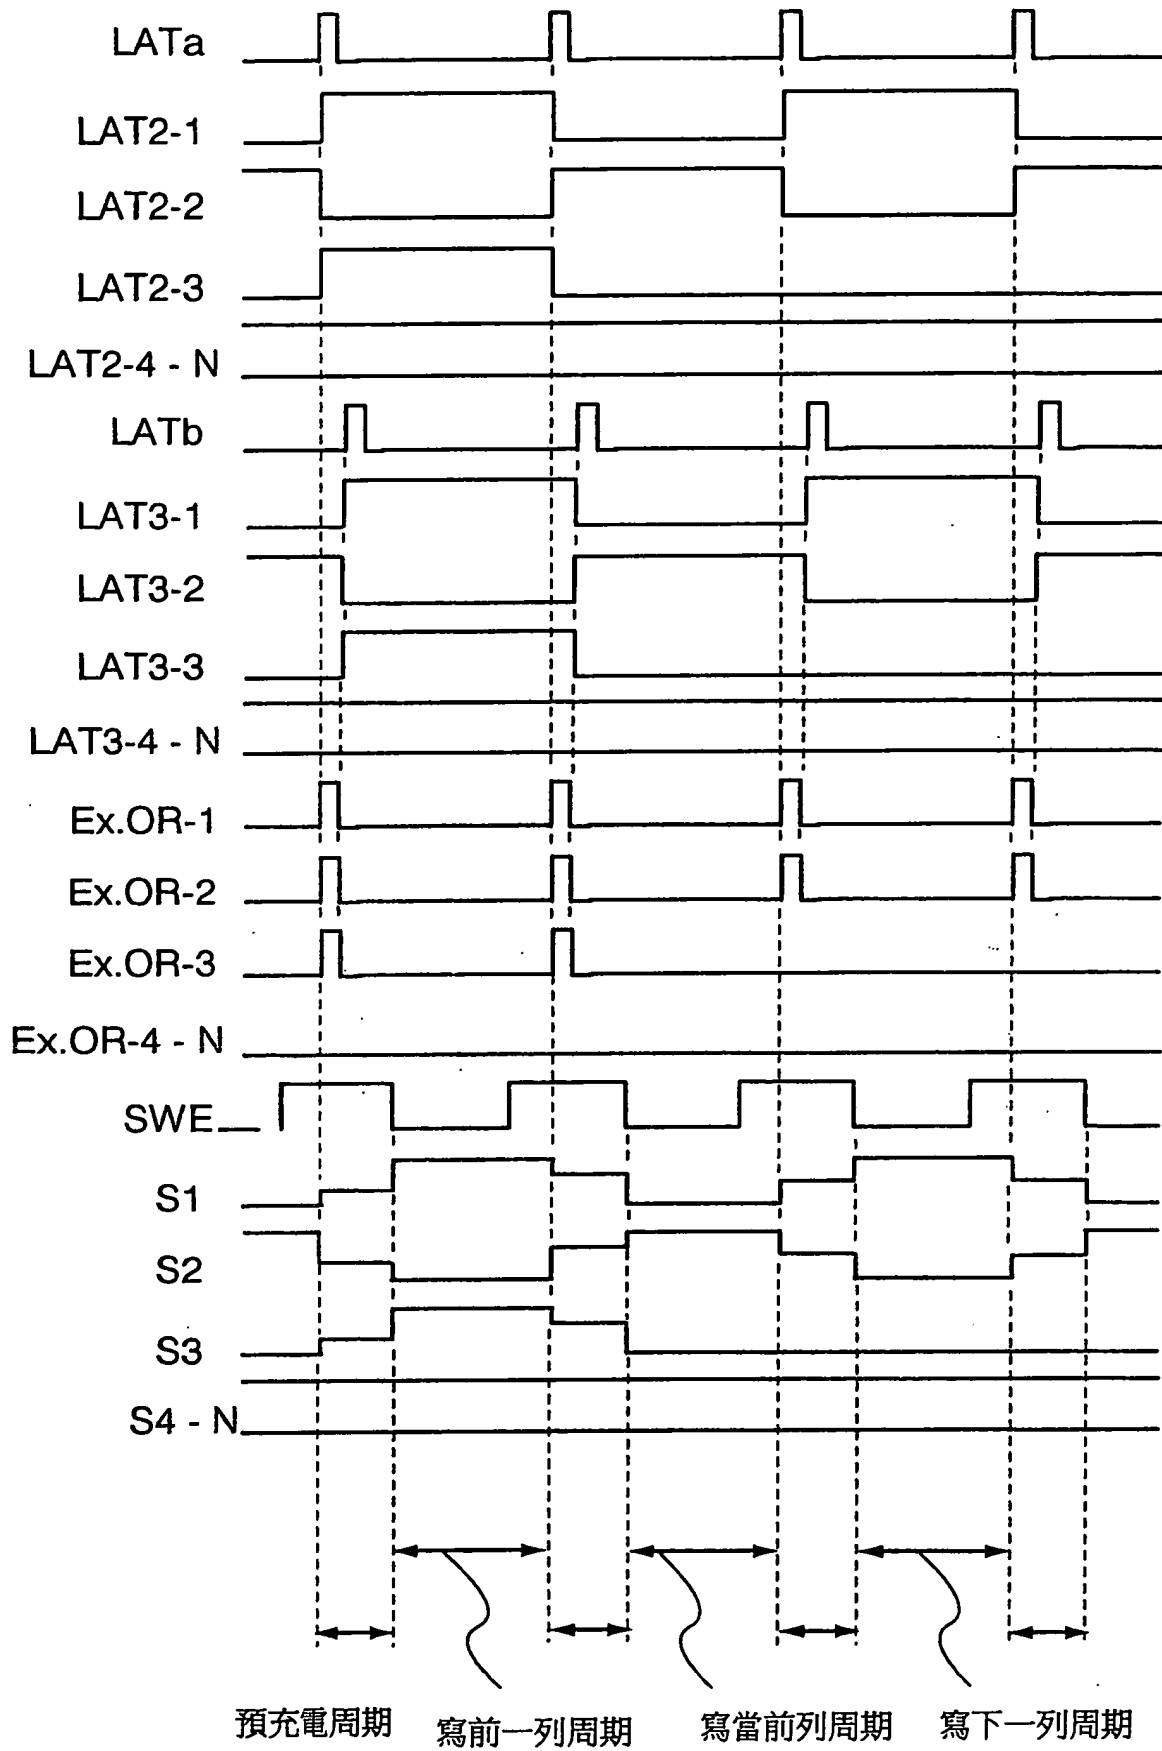 LATa
LAT2-1
LAT2-2
LAT2-3
LAT2-4 - N
LATb
LAT3-1
LAT3-2
LAT3-3
LAT3-4 - N
Ex.OR-1
Ex.OR-2
Ex.OR-3
Ex.OR-4 - N
SWE
S1
S2
S3
S4 - N
預充電周期 寫前一列周期 寫當前列周期 寫下一列周期